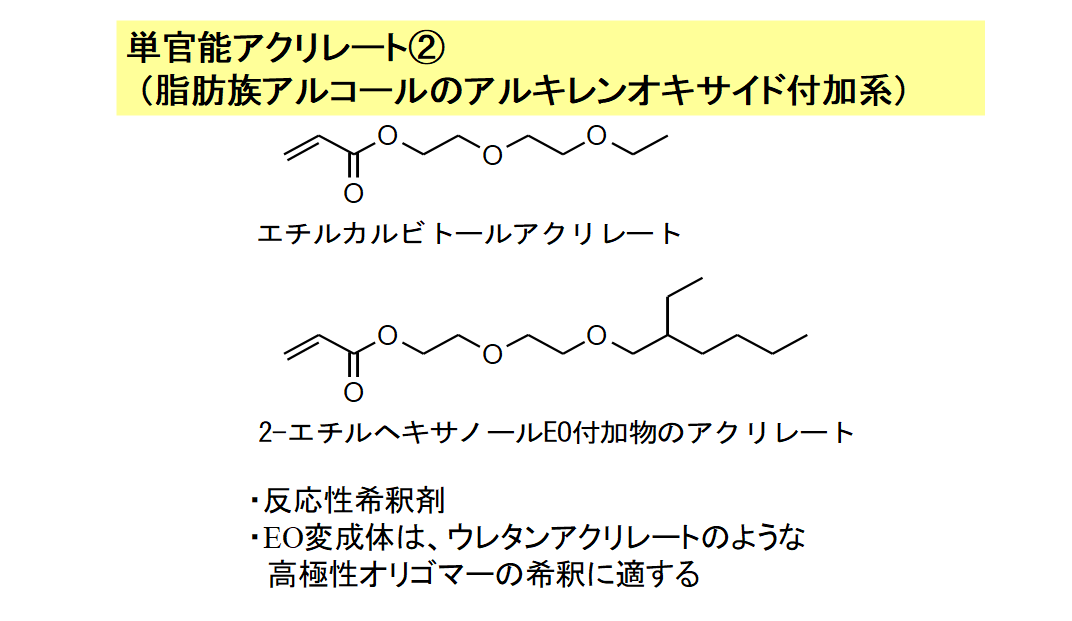 単官能アクリレート②
（脂肪族アルコールのアルキレンオキサイド付加系）
O
O
O
O
エチルカルビトールアクリレート
O
O
O
O
2-エチルヘキサノールEO付加物のアクリレート
・反応性希釈剤
・EO変成体は、ウレタンアクリレートのような
高極性オリゴマーの希釈に適する